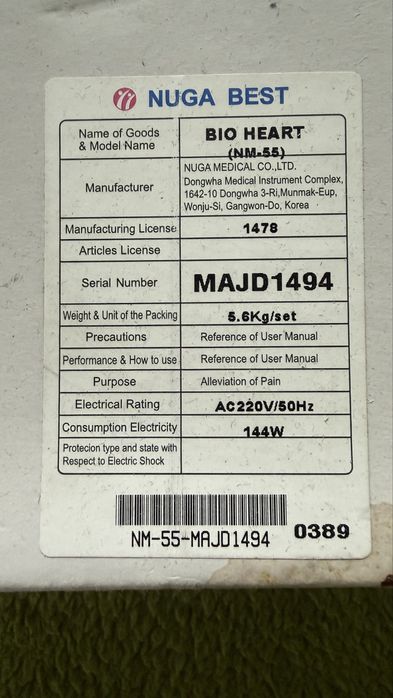 NUGA BEST
Name of Goods
& Model Name
BIO HEART
(NM-55)
Manufacturer
NUGA MEDICAL CO.,LTD.
Dongwha Medical Instrument Complex,
1642-10 Dongwha 3-Ri,Munmak-Eup,
Wonju-Si, Gangwon-Do, Korea
Manufacturing License
1478
Articles License
Serial Number
MAJD1494
Weight & Unit of the Packing
5.6Kg/set
Precautions
Reference of User Manual
Performance & How to use
Reference of User Manual
Purpose
Alleviation of Pain
Electrical Rating
AC220V/50Hz
Consumption Electricity
144W
Protecion type and state with
Respect to Electric Shock
NM-55-MAJD1494
0389